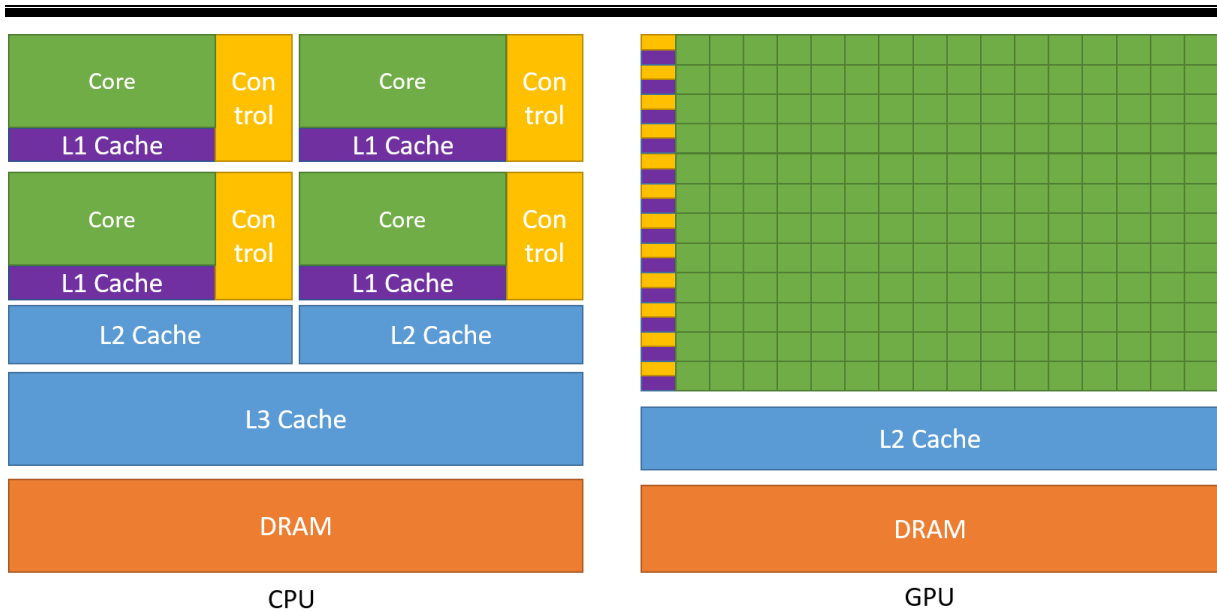 Core
Con
trol
Core
Con
trol
L1 Cache
L1 Cache
Core
Con
trol
Core
Con
trol
L1 Cache
L1 Cache
L2 Cache
L2 Cache
L3 Cache
DRAM
CPU
L2 Cache
DRAM
GPU